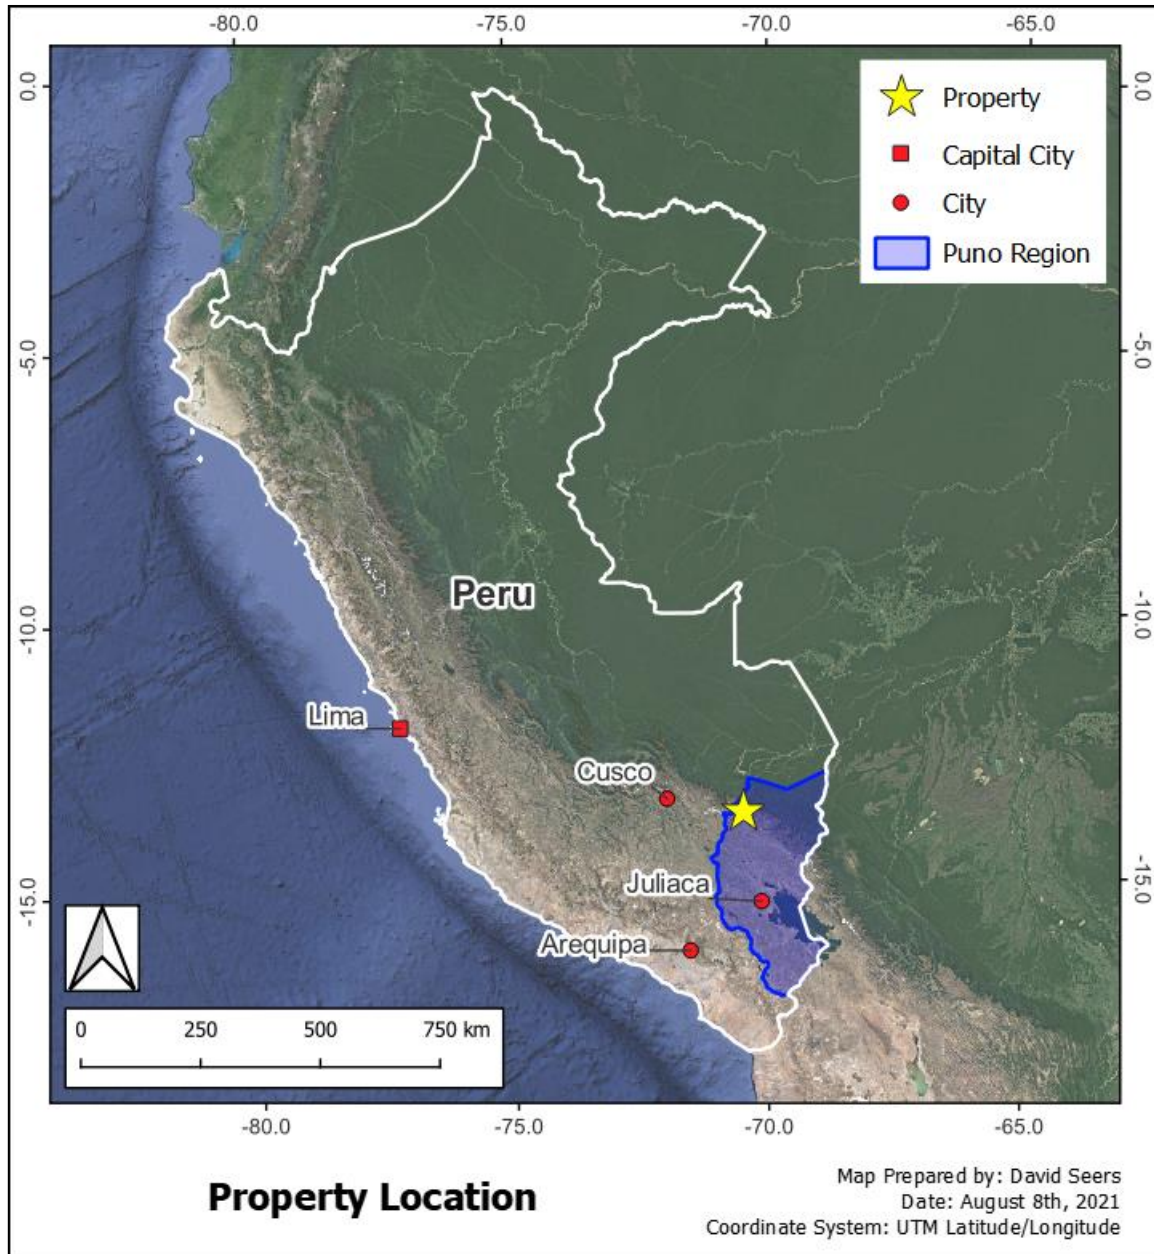 -80.0
-75.0
-70.0
-65.0
0.0
0.0
Property
Capital City
City
Puno Region
-5.0
-5.0
Peru
-10.0
-10.0
Lima
Cusco
Juliaca
-15.0
-15.0
Arequipa
0 250 500 750 km
-80.0
-75.0
-70.0
-65.0
Property Location
Map Prepared by: David Seers
Date: August 8th, 2021
Coordinate System: UTM Latitude/Longitude